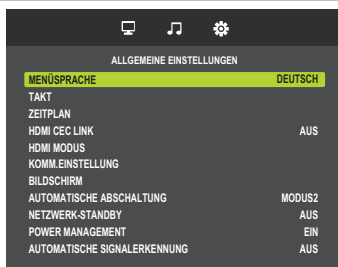 ALLGEMEINE EINSTELLUNGEN
MENÜSPRACHE DEUTSCH
TAKT
ZEITPLAN
HDMI CEC LINK AUS
HDMI MODUS
KOMM.EINSTELLUNG
BILDSCHIRM
AUTOMATISCHE ABSCHALTUNG MODUS2
NETZWERK-STANDBY AUS
POWER MANAGEMENT EIN
AUTOMATISCHE SIGNALERKENNUNG AUS